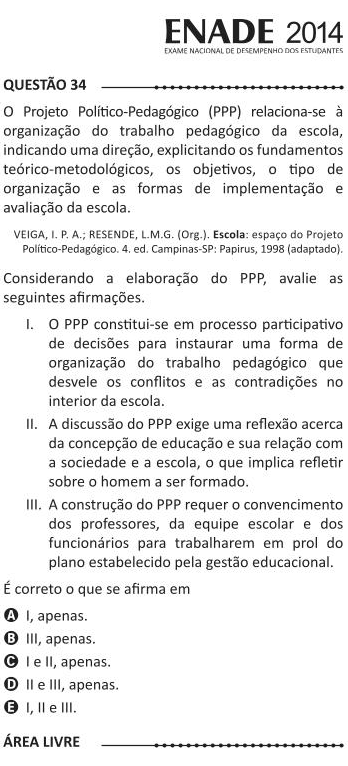 ENADE 2014
EXAME NACIONAL DE DESEMPENHO DOS ESTUDANTES
QUESTÃO 34
O Projeto Político-Pedagógico (PPP) relaciona-se à
organização do trabalho pedagógico da escola,
indicando uma direção, explicitando os fundamentos
teórico-metodológicos, os objetivos, o tipo de
organização e as formas de implementação e
avaliação da escola.
VEIGA, I. P. A.; RESENDE, L.M.G. (Org.). Escola: espaço do Projeto
Político-Pedagógico. 4. ed. Campinas-SP: Papirus, 1998 (adaptado).
Considerando a elaboração do PPP, avalie as
seguintes afirmações.
I. O PPP constitui-se em processo participativo
de decisões para instaurar uma forma de
organização do trabalho pedagógico que
desvele os conflitos e as contradições no
interior da escola.
II. A discussão do PPP exige uma reflexão acerca
da concepção de educação e sua relação com
a sociedade e a escola, o que implica refletir
sobre o homem a ser formado.
III. A construção do PPP requer o convencimento
dos professores, da equipe escolar e dos
funcionários para trabalharem em prol do
plano estabelecido pela gestão educacional.
É correto o que se afirma em
A I, apenas.
B III, apenas.
C I e II, apenas.
D II e III, apenas.
E I, II e III.
ÁREA LIVRE